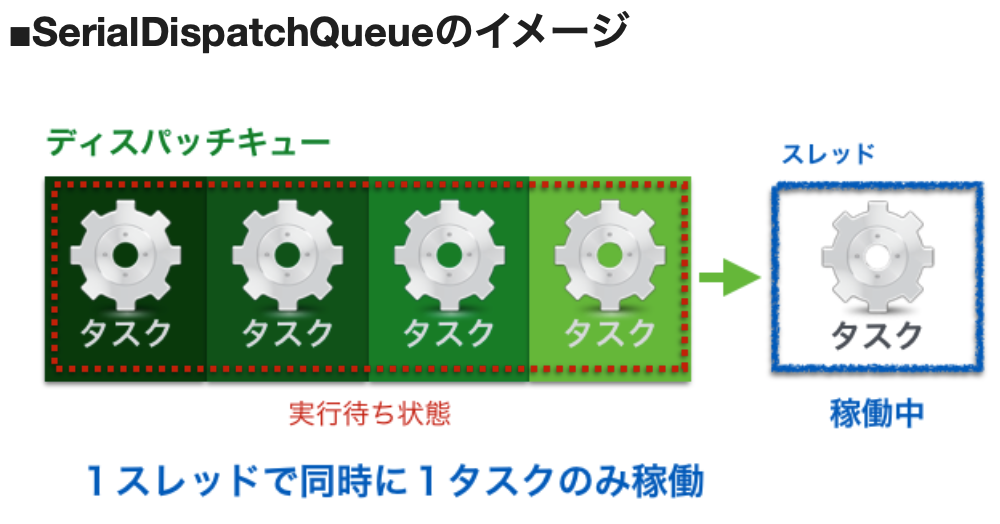 ■SerialDispatchQueueのイメージ
ディスパッチキュー
スレッド
タスク
タスク
タスク
タスク
タスク
実行待ち状態
稼働中
1スレッドで同時に1タスクのみ稼働